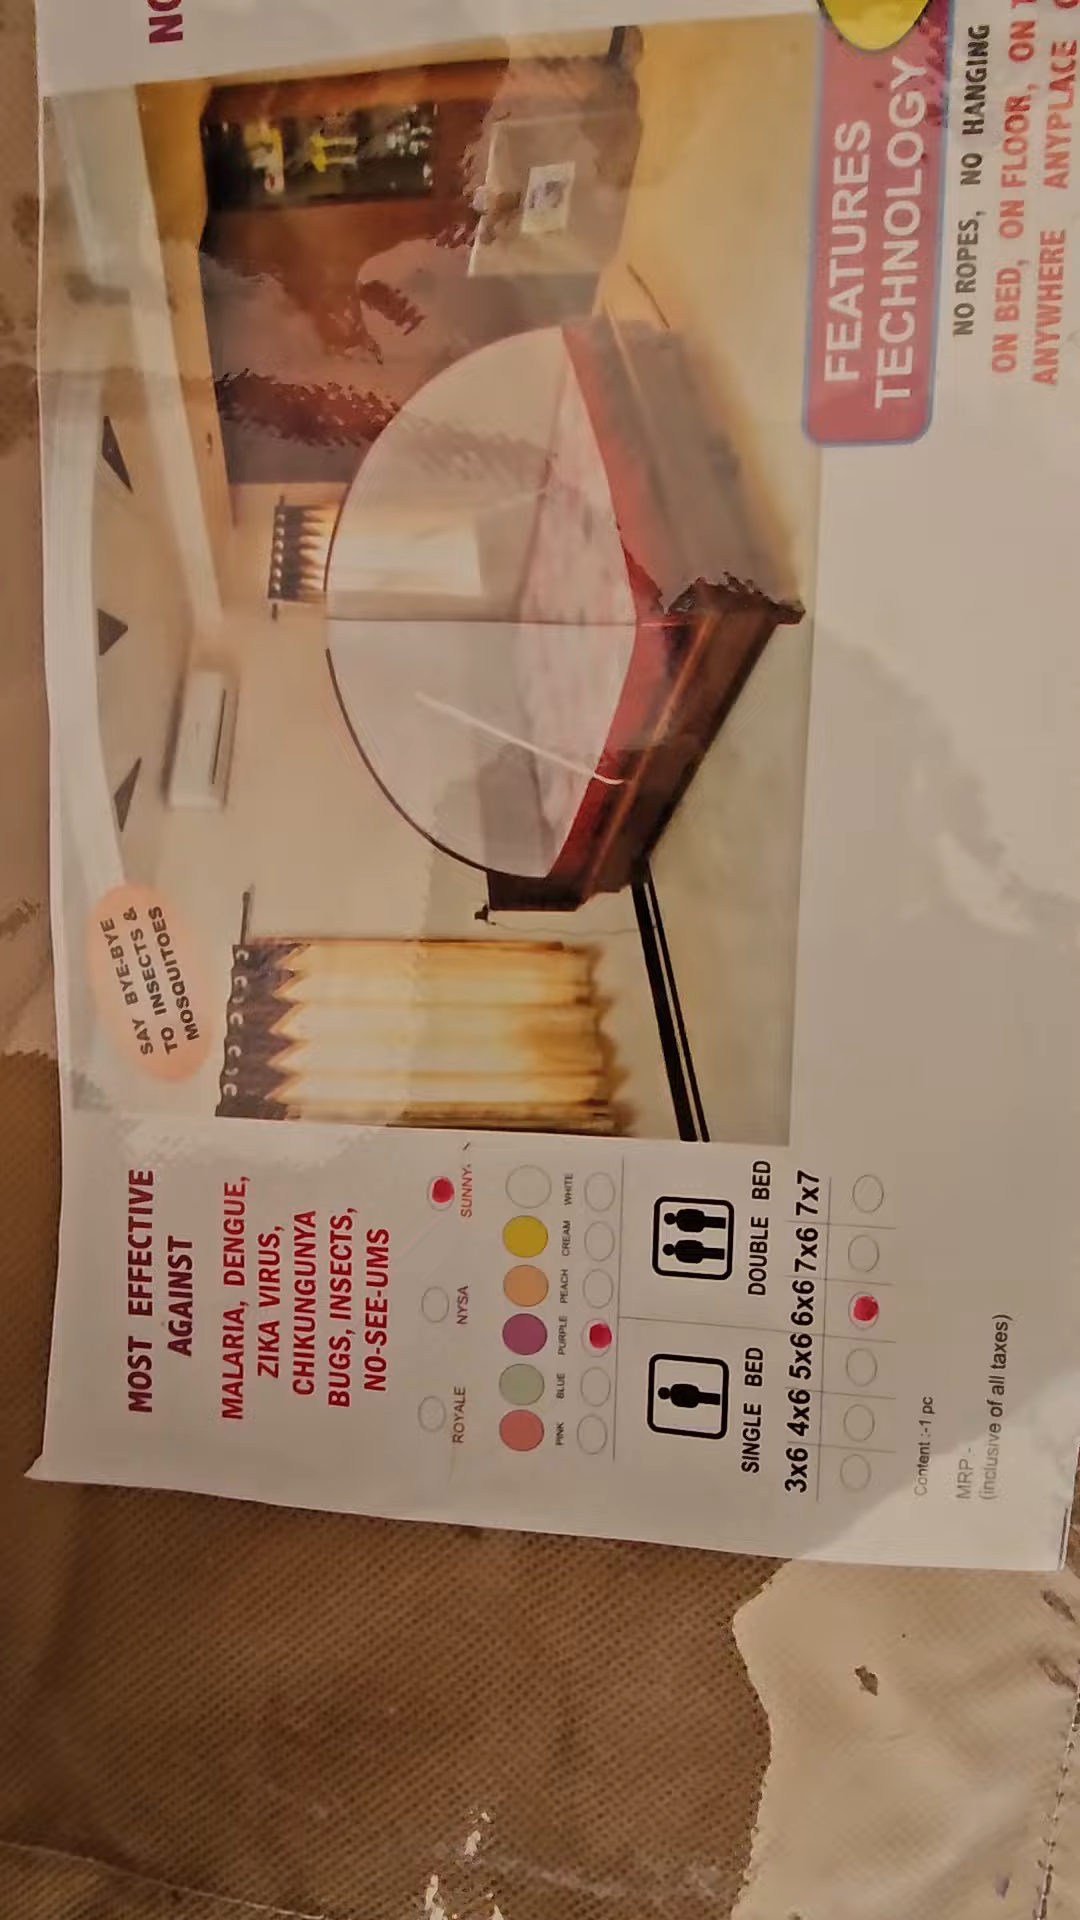 NO
SAY BYE-BYE
TO INSECTS &
MOSQUITOES
MOST EFFECTIVE
AGAINST
MALARIA, DENGUE,
ZIKA VIRUS,
CHIKUNGUNYA
BUGS, INSECTS,
NO-SEE-UMS
ROYALE NYSA SUNNY
PINK BLUE PURPLE PEACH CREAM WHITE
SINGLE BED DOUBLE BED
3x6 4x6 5x6 6x6 7x6 7x7
Content :-1 pc
MRP :-
(inclusive of all taxes)
FEATURES
TECHNOLOGY
NO ROPES, NO HANGING
ON BED, ON FLOOR, ON
ANYWHERE ANYPLACE